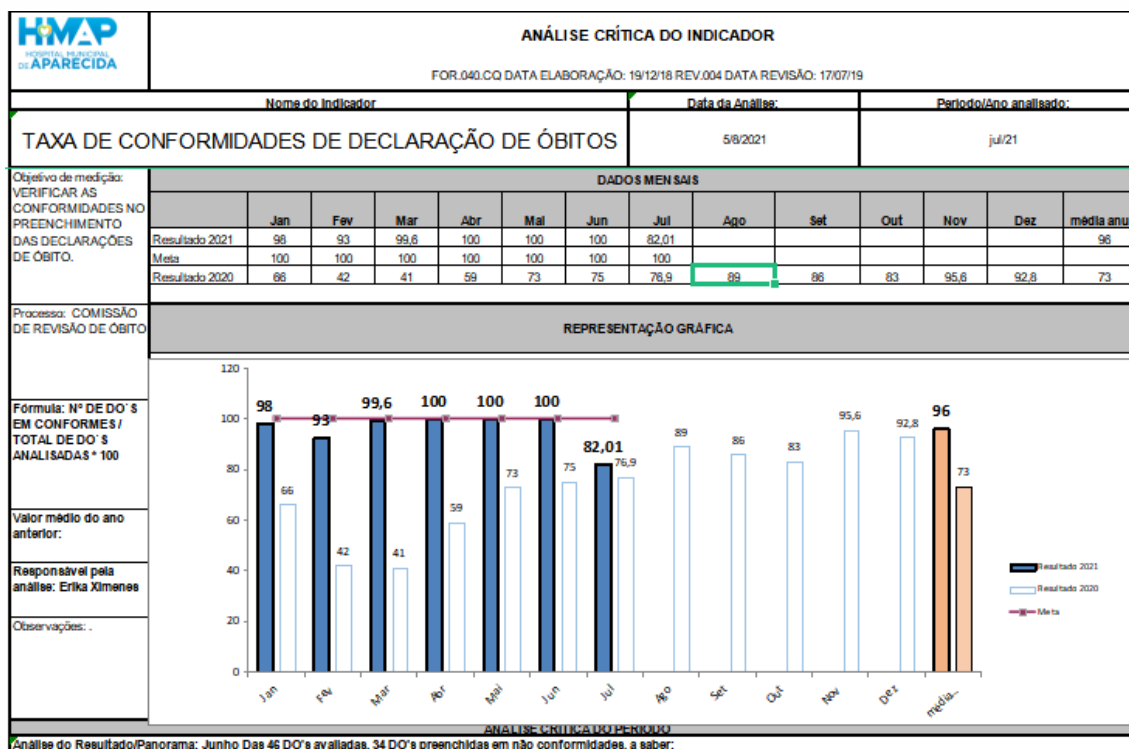 HMAP
HOSPITAL MUNICIPAL
DE APARECIDA
ANÁLISE CRÍTICA DO INDICADOR
FOR.040.CQ DATA ELABORAÇÃO: 19/12/18 REV.004 DATA REVISÃO: 17/07/19
Nome do Indicador Data da Análise: Período/Ano analisado:
TAXA DE CONFORMIDADES DE DECLARAÇÃO DE ÓBITOS 5/8/2021 jul/21
Objetivo de medição:
VERIFICAR AS
CONFORMIDADES NO
PREENCHIMENTO
DAS DECLARAÇÕES
DE ÓBITO.
DADOS MENSAIS
Jan Fev Mar Abr Mai Jun Jul Ago Set Out Nov Dez média anu
Resultado 2021 98 93 99,6 100 100 100 82,01 96
Meta 100 100 100 100 100 100 100
Resultado 2020 66 42 41 59 73 75 76,9 89 86 83 95,6 92,8 73
Processo: COMISSÃO
DE REVISÃO DE ÓBITO
REPRESENTAÇÃO GRÁFICA
Fórmula: Nº DE DO´S
EM CONFORMES /
TOTAL DE DO´S
ANALISADAS * 100
Valor médio do ano
anterior:
Responsável pela
análise: Erika Ximenes
Observações: .
120
100
80
60
40
20
0
98 93 99,6 100 100 100 82,01 96
66 42 41 59 73 75 76,9 89 86 83 95,6 92,8 73
Jan Fev Mar Abr Mai Jun Jul Ago Set Out Nov Dez média...
Resultado 2021
Resultado 2020
Meta
ANÁLISE CRÍTICA DO PERÍODO
Análise do Resultado/Panorama: Junho Das 46 DO's avaliadas, 34 DO's preenchidas em não conformidades, a saber: